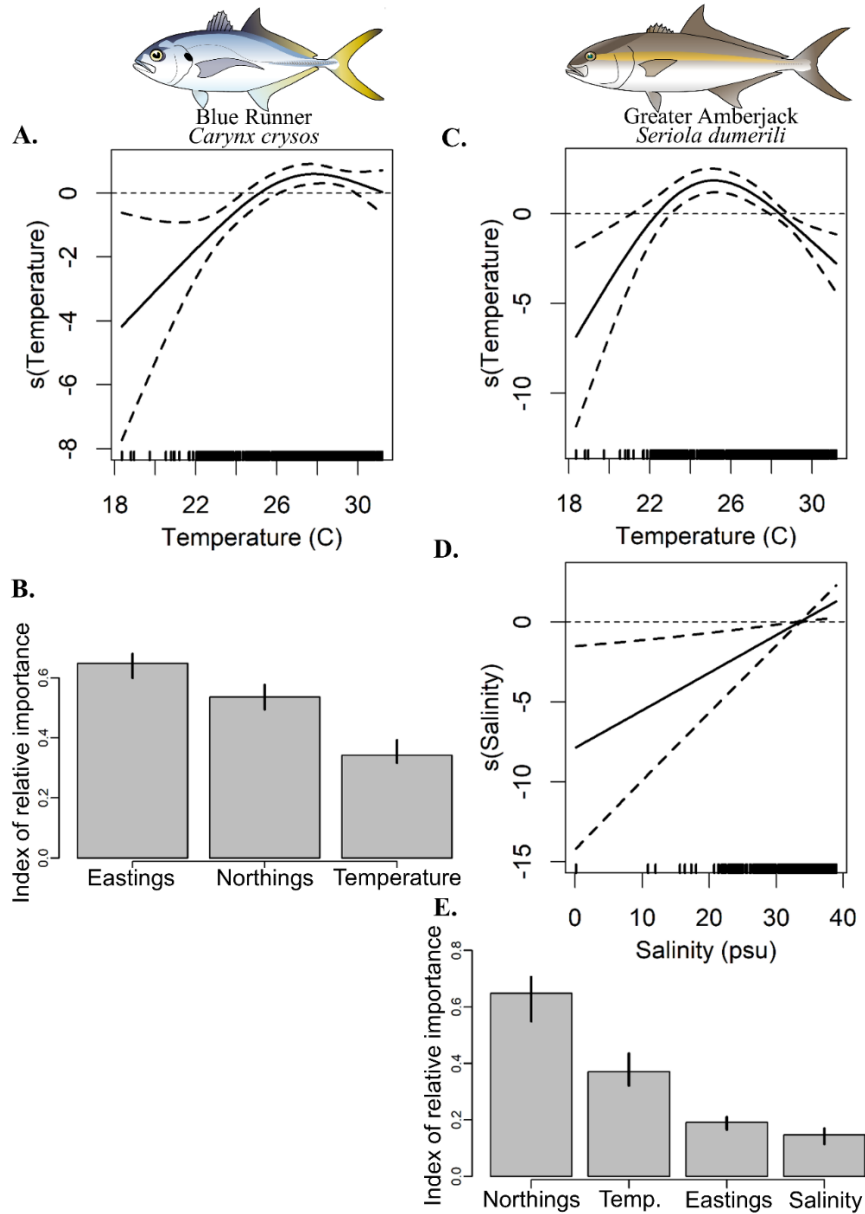 Blue Runner
Carynx crysos
Greater Amberjack
Seriola dumerili
A.
s(Temperature)
0
-2
-4
-6
-8
18
22
26
30
Temperature (C)
C.
s(Temperature)
0
-5
-10
18
22
26
30
Temperature (C)
B.
Index of relative importance
0.6
0.4
0.2
0.0
Eastings
Northings
Temperature
D.
s(Salinity)
0
-5
-10
-15
0
10
20
30
40
Salinity (psu)
E.
Index of relative importance
0.8
0.6
0.4
0.2
0.0
Northings
Temp.
Eastings
Salinity